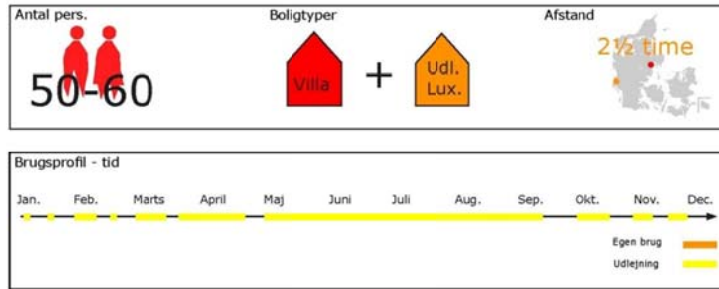 Antal pers.
Boligtyper
Afstand
50-60
Villa
+
Udl.
Lux.
2½ time
Brugsprofil - tid
Jan. Feb. Marts April Maj Juni Juli Aug. Sep. Okt. Nov. Dec.
Egen brug
Udlejning